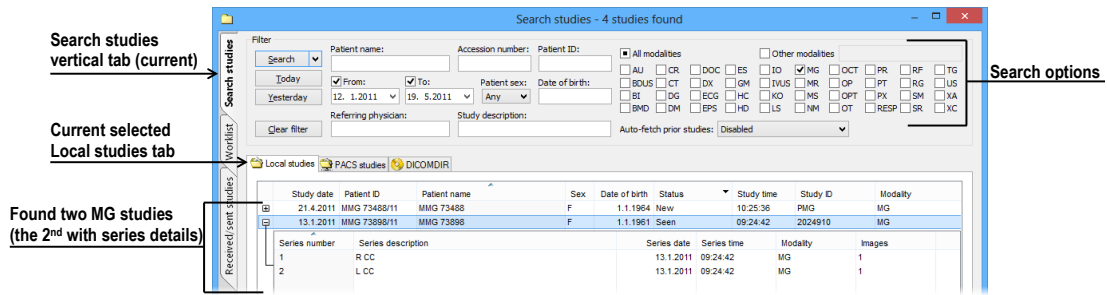 Search studies - 4 studies found
Search studies
vertical tab (current)
Current selected
Local studies tab
Found two MG studies
(the 2nd with series details)
Search options
Search studies
Worklist
Received/sent studies
Filter
Search
Today
Yesterday
Clear filter
Patient name:
Accession number:
Patient ID:
From:
To:
Patient sex:
Date of birth:
12. 1.2011
19. 5.2011
Any
Referring physician:
Study description:
All modalities
Other modalities
AU CR DOC ES IO MG OCT PR RF TG
BDUS CT DX GM IVUS MR OP PT RG US
BI DG ECG HC KO MS OPT PX SM XA
BMD DM EPS HD LS NM OT RESP SR XC
Auto-fetch prior studies: Disabled
Local studies PACS studies DICOMDIR
Study date Patient ID Patient name Sex Date of birth Status Study time Study ID Modality
21.4.2011 MMG 73488/11 MMG 73488 F 1.1.1964 New 10:25:36 PMG MG
13.1.2011 MMG 73898/11 MMG 73898 F 1.1.1961 Seen 09:24:42 2024910 MG
Series number Series description Series date Series time Modality Images
1 R CC 13.1.2011 09:24:42 MG 1
2 L CC 13.1.2011 09:24:42 MG 1